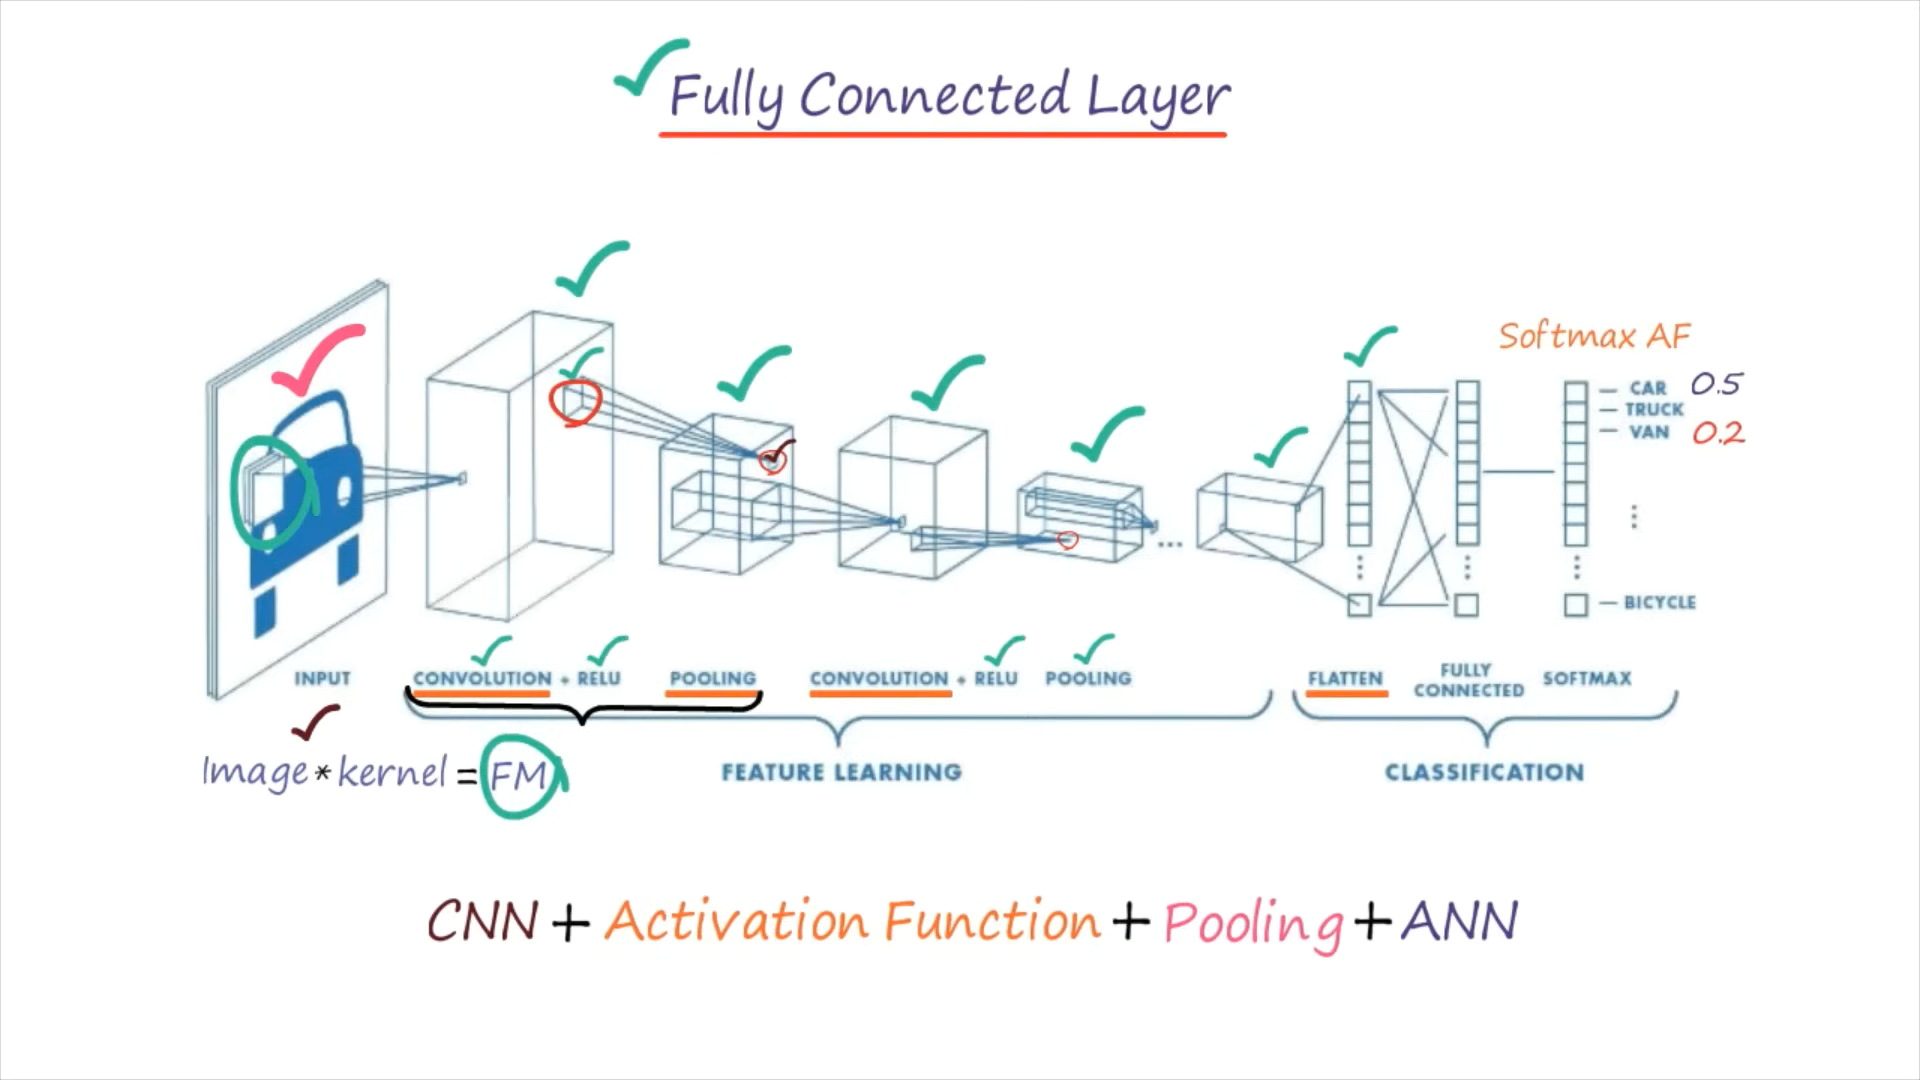 Fully Connected Layer
Softmax AF
CAR 0.5
TRUCK
VAN 0.2
BICYCLE
INPUT
CONVOLUTION + RELU
POOLING
CONVOLUTION + RELU
POOLING
FLATTEN
FULLY
CONNECTED
SOFTMAX
Image * kernel = FM
FEATURE LEARNING
CLASSIFICATION
CNN + Activation Function + Pooling + ANN